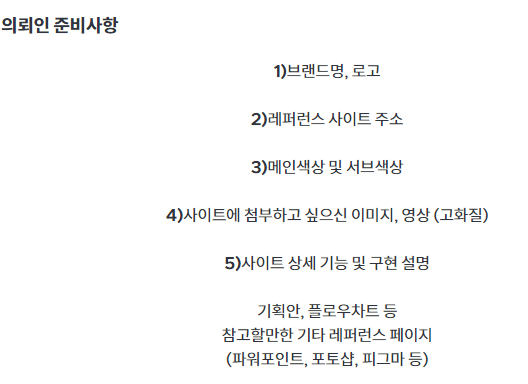 의뢰인 준비사항
1)브랜드명, 로고
2)레퍼런스 사이트 주소
3)메인색상 및 서브색상
4)사이트에 첨부하고 싶으신 이미지, 영상 (고화질)
5)사이트 상세 기능 및 구현 설명
기획안, 플로우차트 등
참고할만한 기타 레퍼런스 페이지
(파워포인트, 포토샵, 피그마 등)